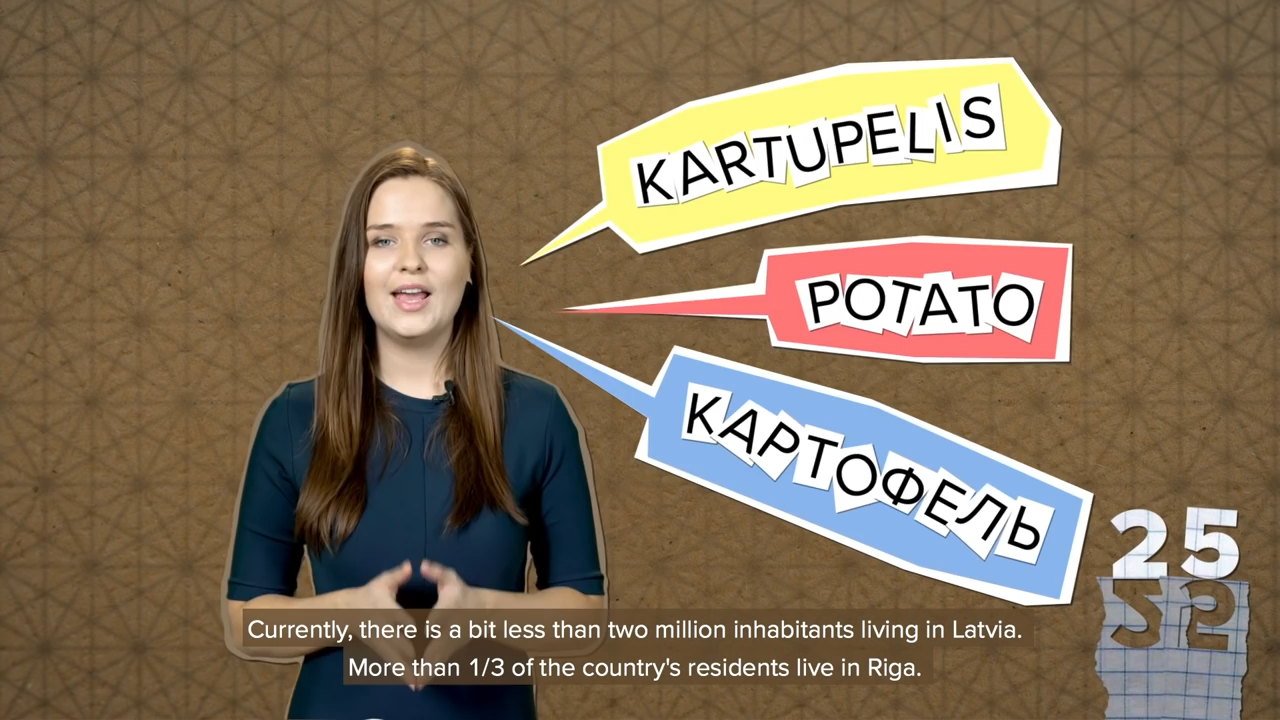 KARTUPELIS
POTATO
КАРТОФЕЛЬ
25
Currently, there is a bit less than two million inhabitants living in Latvia.
More than 1/3 of the country's residents live in Riga.